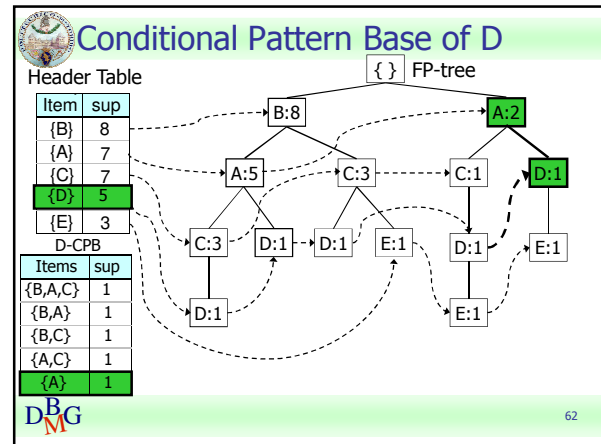 Conditional Pattern Base of D
Header Table
Item sup
{B} 8
{A} 7
{C} 7
{D} 5
{E} 3
D-CPB
Items sup
{B,A,C} 1
{B,A} 1
{B,C} 1
{A,C} 1
{A} 1
{ } FP-tree
B:8 A:2
A:5 C:3 C:1 D:1
C:3 D:1 D:1 E:1 D:1 E:1
D:1 E:1
DBMG
62